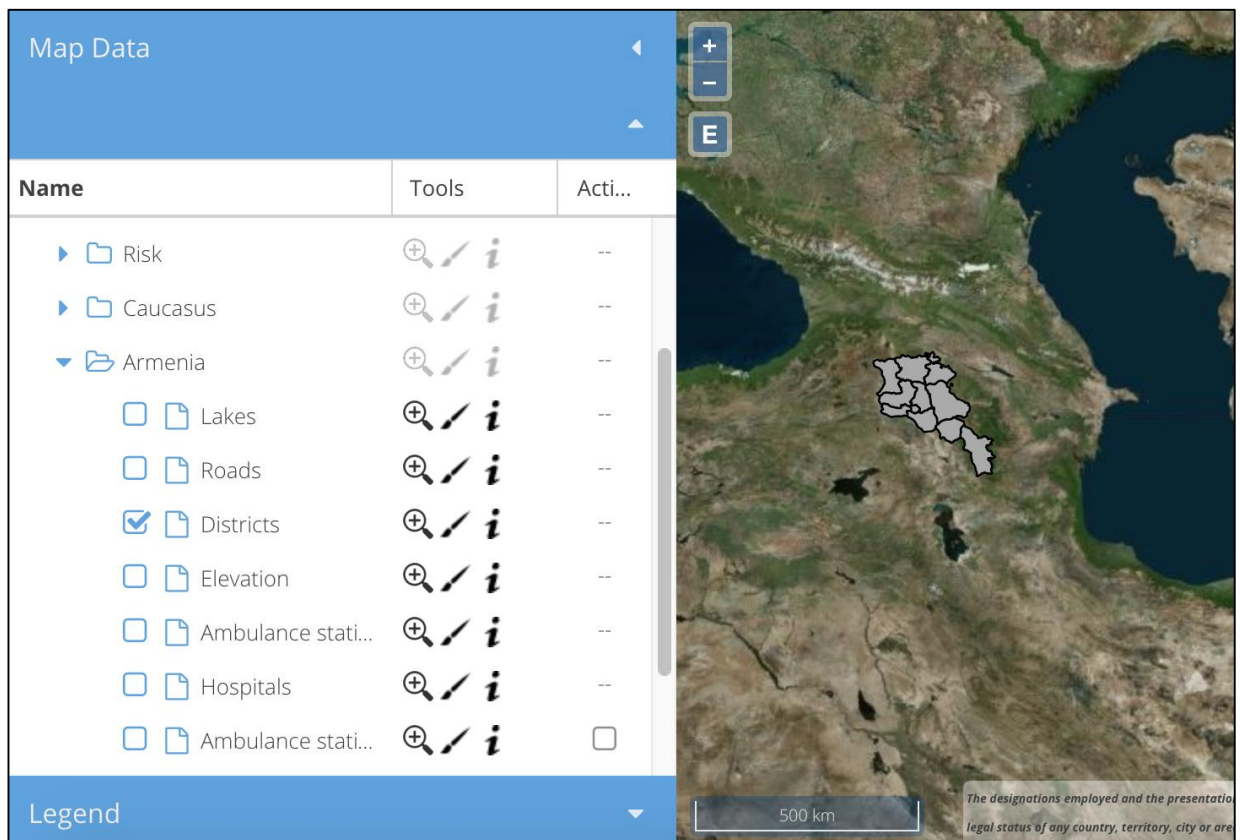 Map Data
Name Tools Acti...
Risk --
Caucasus --
Armenia --
Lakes --
Roads --
Districts --
Elevation --
Ambulance stati... --
Hospitals --
Ambulance stati...
Legend
+
−
E
500 km
The designations employed and the presentatio
legal status of any country, territory, city or are